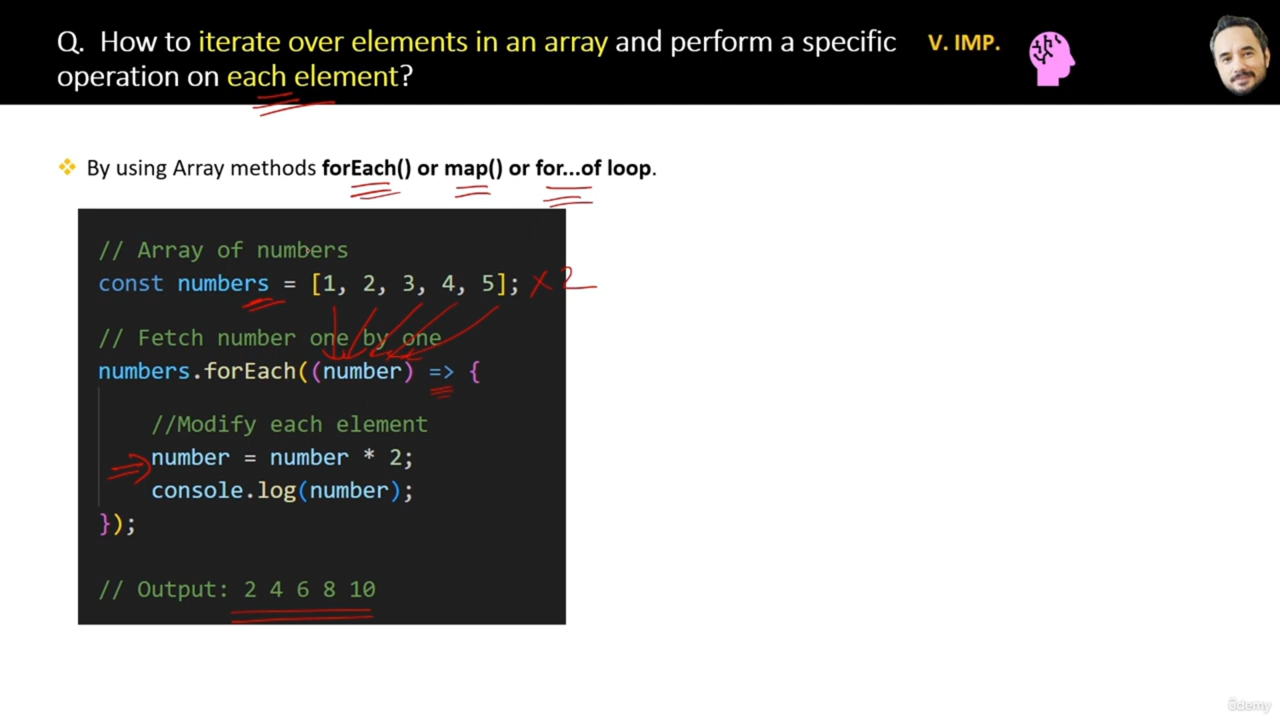 Q. How to iterate over elements in an array and perform a specific
operation on each element?
V. IMP.
By using Array methods forEach() or map() or for...of loop.
// Array of numbers
const numbers = [1, 2, 3, 4, 5]; × 2
// Fetch number one by one
numbers.forEach((number) => {
//Modify each element
number = number * 2;
console.log(number);
});
// Output: 2 4 6 8 10
ûdemy